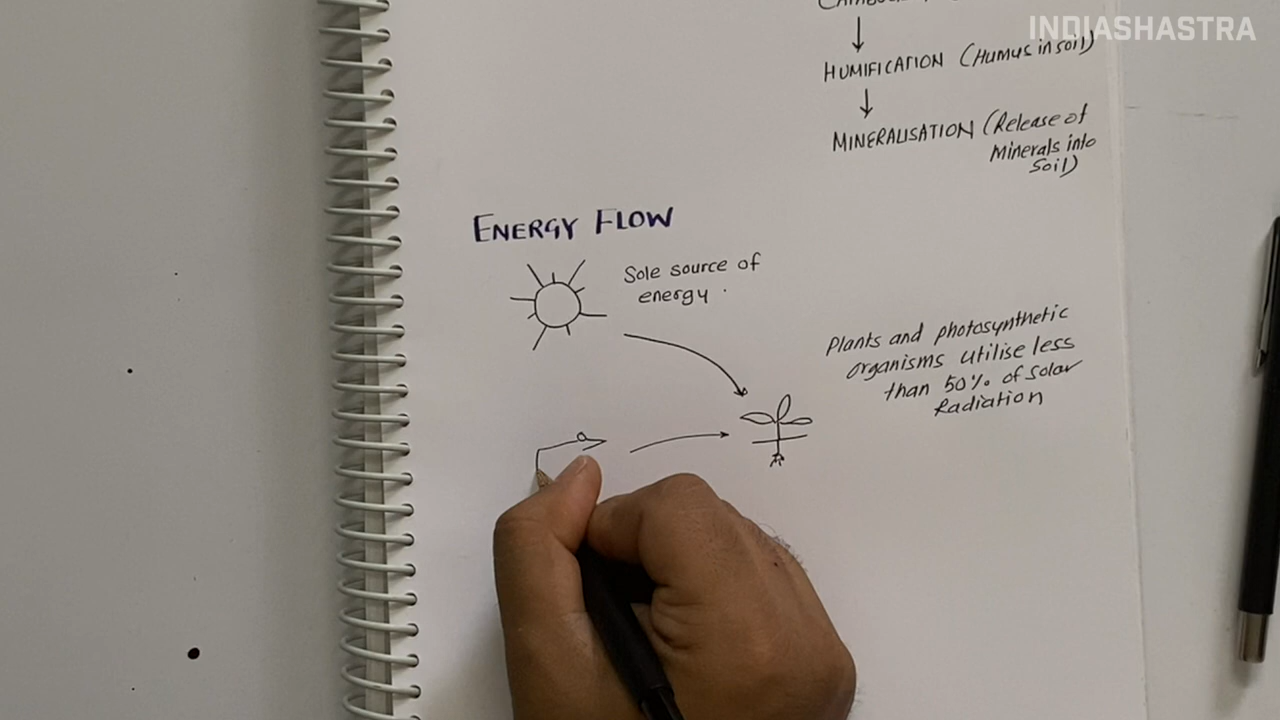 INDIASHASTRA
↓
HUMIFICATION (Humus in soil)
↓
MINERALISATION (Release of
Minerals into
Soil)
ENERGY FLOW
Sole source of
energy.
Plants and photosynthetic
organisms utilise less
than 50% of solar
Radiation